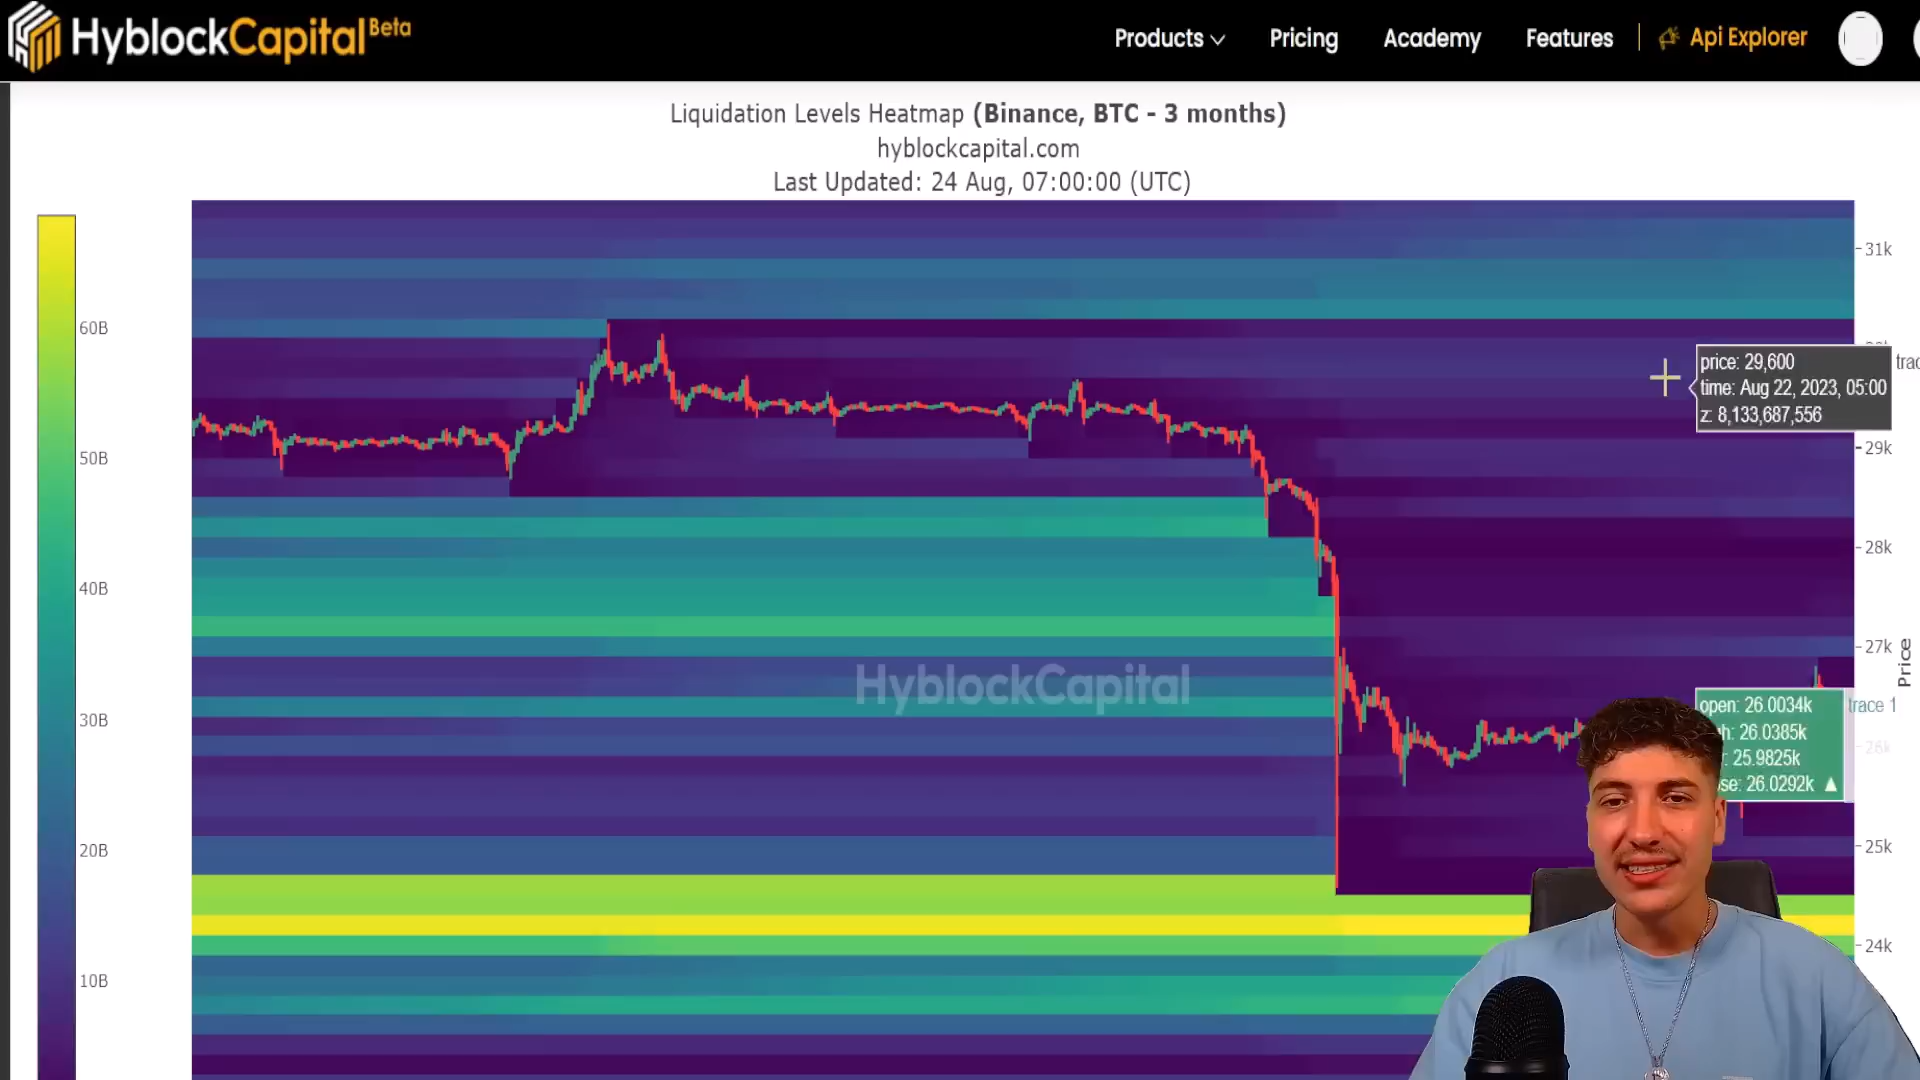 HyblockCapital Beta
Products
Pricing
Academy
Features
Api Explorer
Liquidation Levels Heatmap (Binance, BTC - 3 months)
hyblockcapital.com
Last Updated: 24 Aug, 07:00:00 (UTC)
60B
50B
40B
30B
20B
10B
31k
29k
28k
27k
26k
25k
24k
Price
price: 29,600
time: Aug 22, 2023, 05:00
z: 8,133,687,556
trac
HyblockCapital
open: 26.0034k
h: 26.0385k
: 25.9825k
se: 26.0292k ▲
trace 1